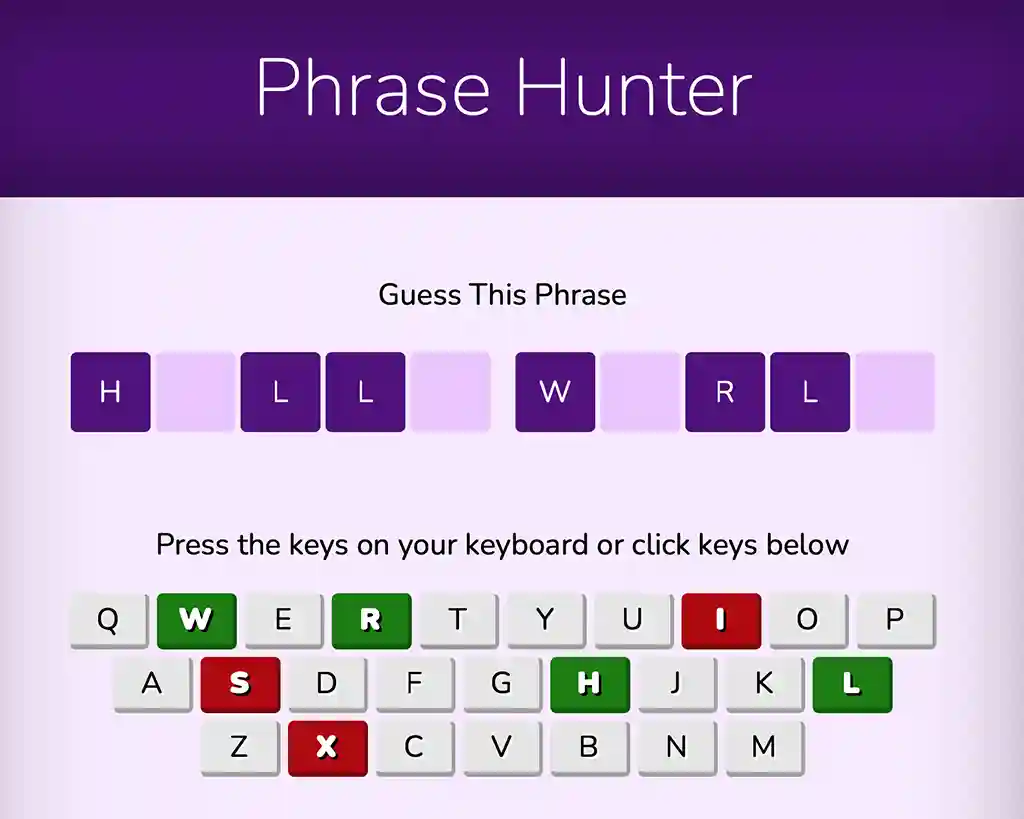 Phrase Hunter
Guess This Phrase
H L L W R L
Press the keys on your keyboard or click keys below
Q W E R T Y U I O P
A S D F G H J K L
Z X C V B N M